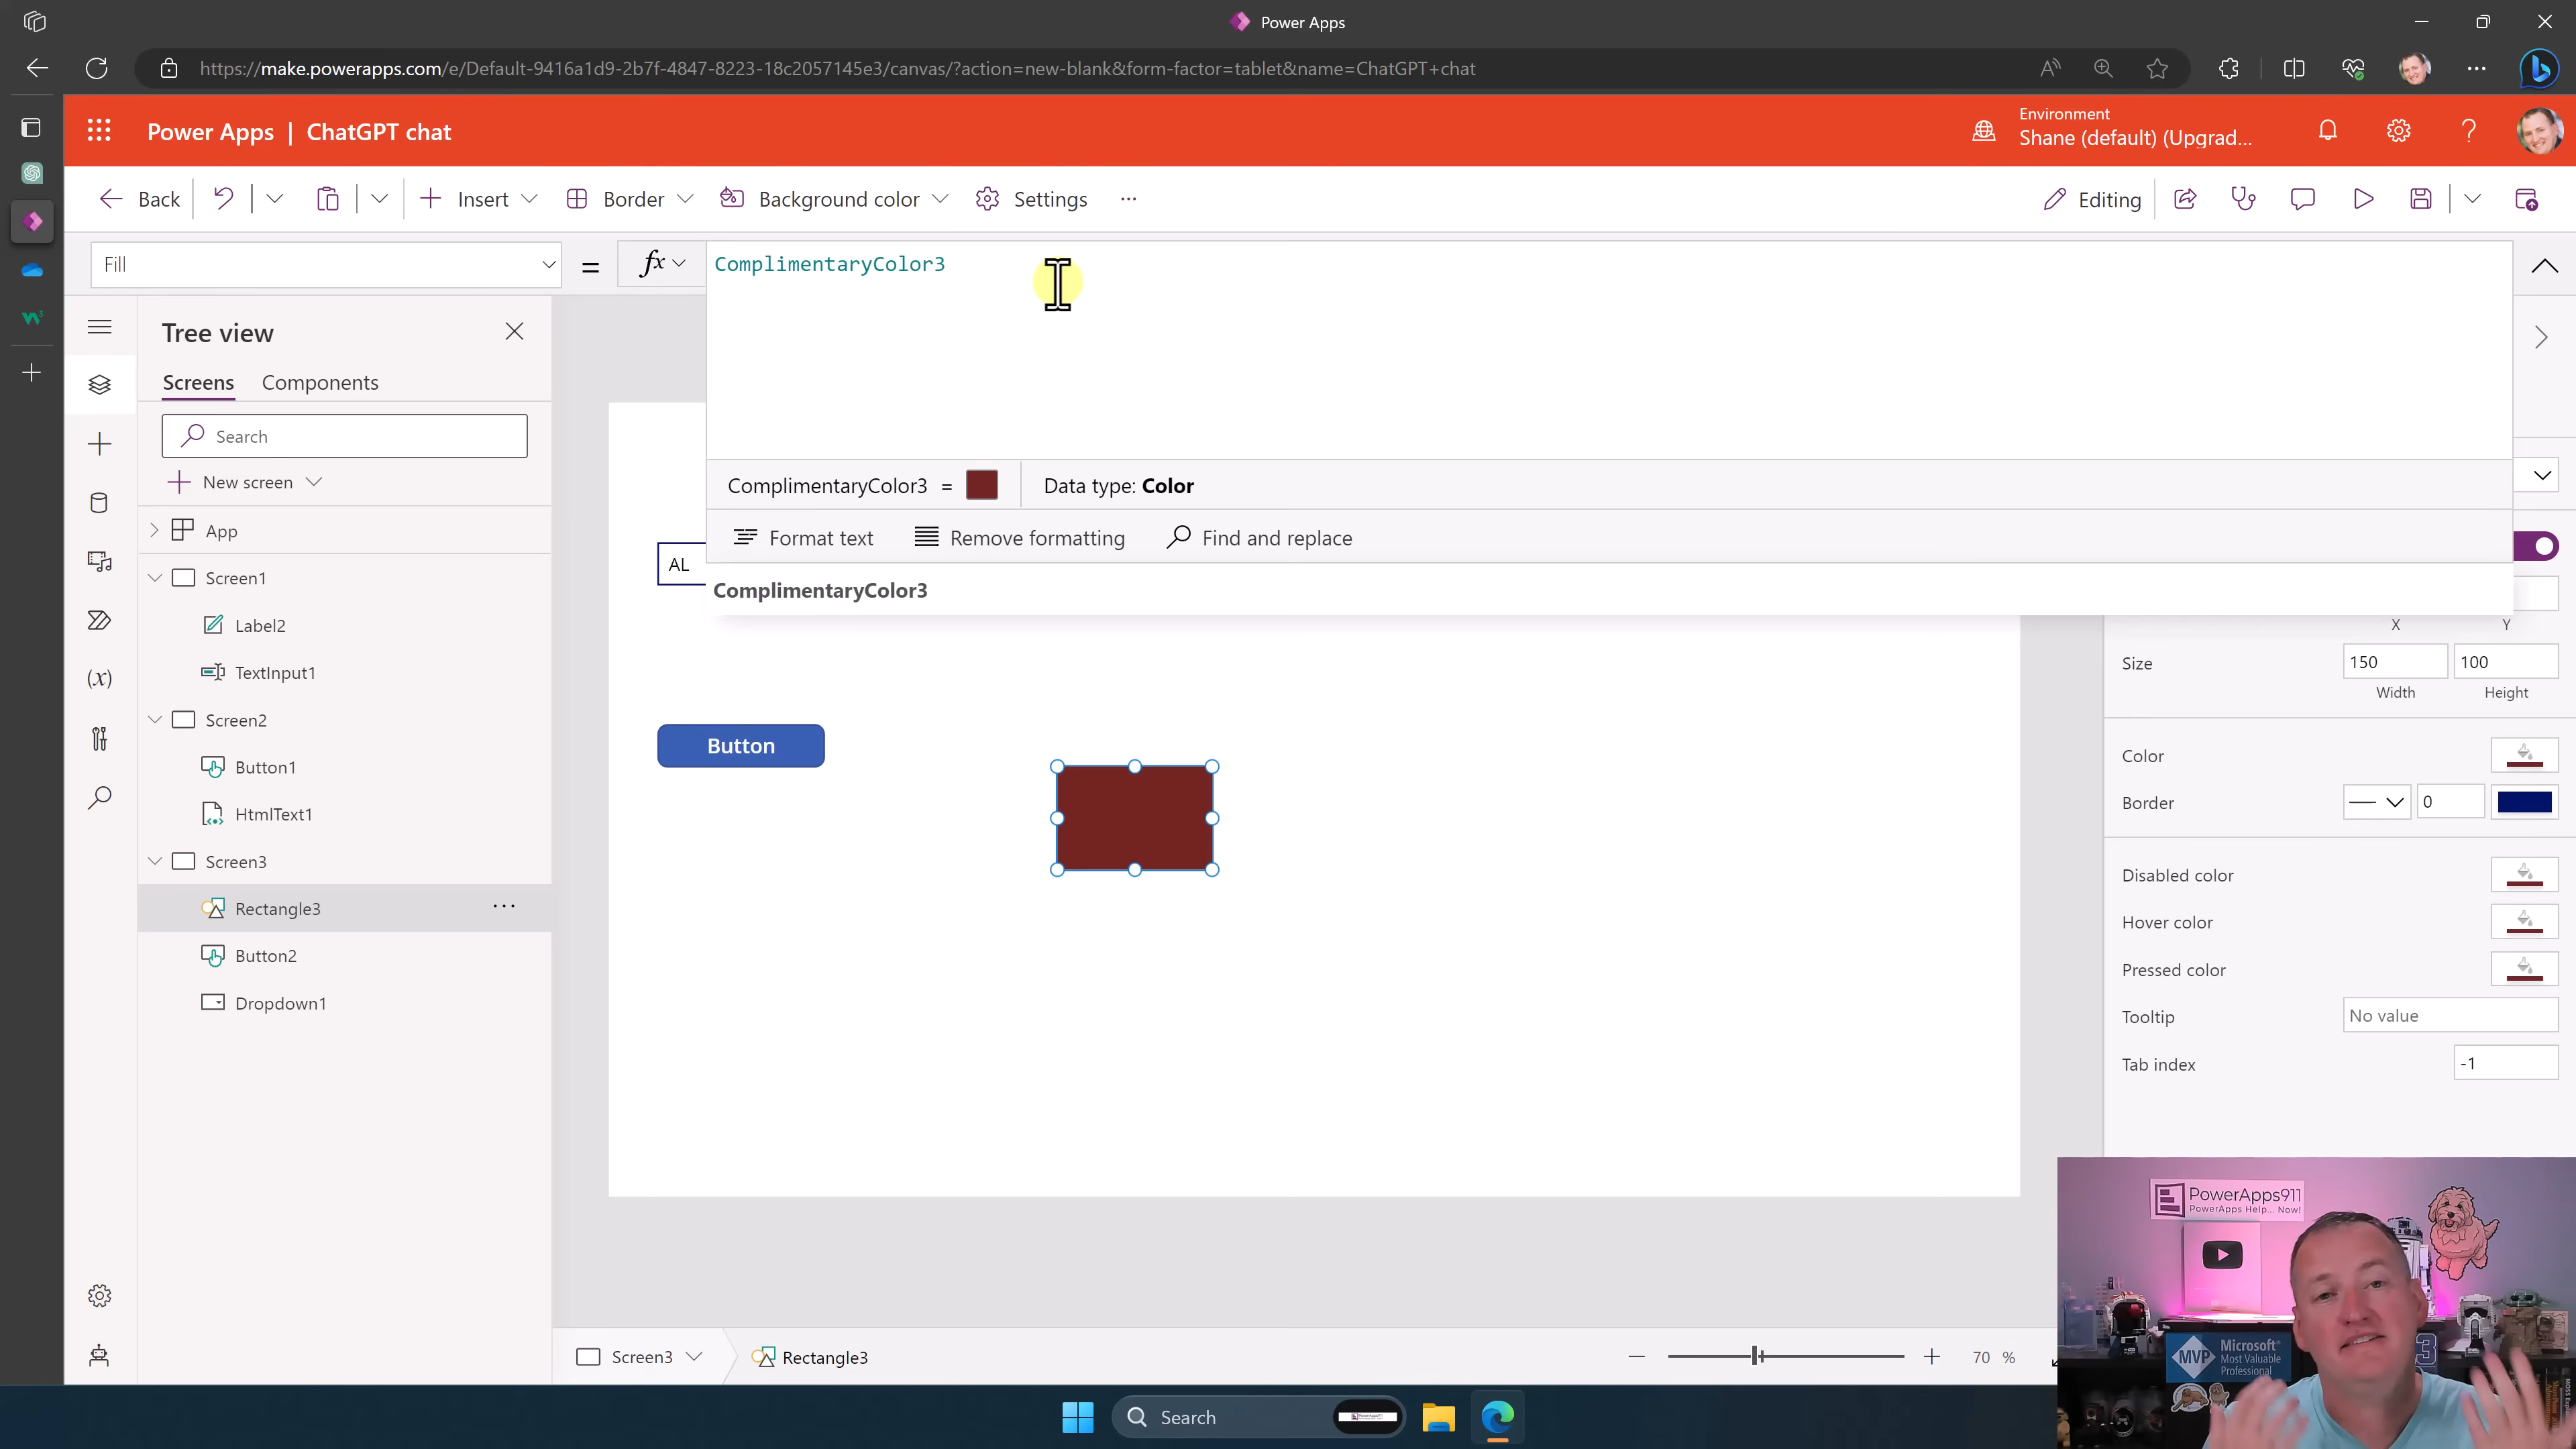 Power Apps
https://make.powerapps.com/e/Default-9416a1d9-2b7f-4847-8223-18c2057145e3/canvas/?action=new-blank&form-factor=tablet&name=ChatGPT+chat
Power Apps | ChatGPT chat
Environment
Shane (default) (Upgrad...
Back
Insert
Border
Background color
Settings
Editing
Fill
=
fx
ComplimentaryColor3
Tree view
Screens
Components
Search
New screen
App
Screen1
Label2
TextInput1
Screen2
Button1
HtmlText1
Screen3
Rectangle3
Button2
Dropdown1
ComplimentaryColor3 =
Data type: Color
Format text
Remove formatting
Find and replace
ComplimentaryColor3
AL
Button
X
Y
Size
150
100
Width
Height
Color
Border
0
Disabled color
Hover color
Pressed color
Tooltip
No value
Tab index
-1
Screen3
Rectangle3
70 %
PowerApps911
PowerApps Help... Now!
MVP
Microsoft®
Most Valuable
Professional
3
Search